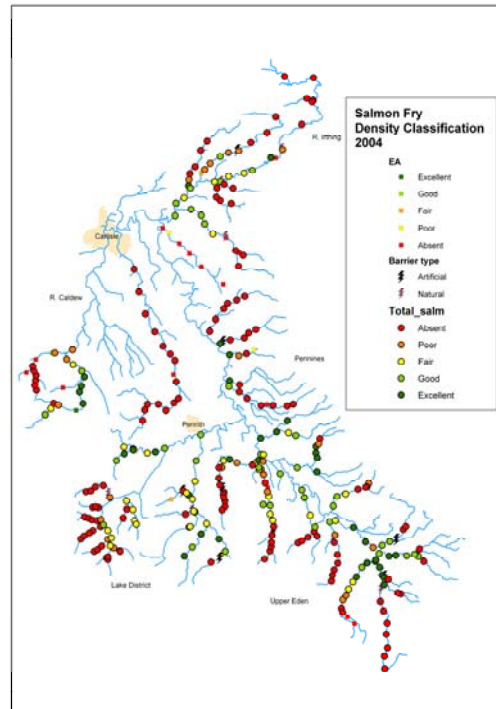 Salmon Fry
Density Classification
2004
EA
Excellent
Good
Fair
Poor
Absent
Barrier type
Artificial
Natural
Total_salm
Absent
Poor
Fair
Good
Excellent
R. Irthing
Carlisle
R. Caldew
Pennines
Penrith
Lake District
Upper Eden